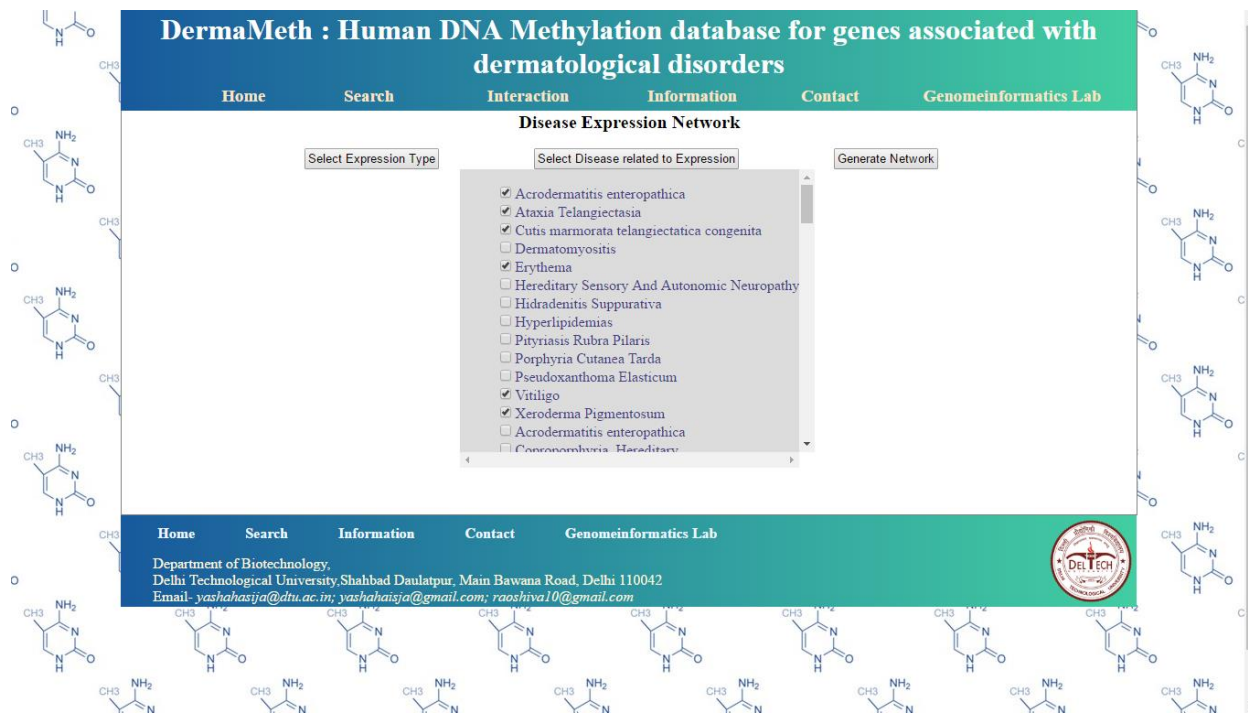 DermaMeth : Human DNA Methylation database for genes associated with
dermatological disorders
Home Search Interaction Information Contact Genomeinformatics Lab
Disease Expression Network
Select Expression Type Select Disease related to Expression Generate Network
Acrodermatitis enteropathica
Ataxia Telangiectasia
Cutis marmorata telangiectatica congenita
Dermatomyositis
Erythema
Hereditary Sensory And Autonomic Neuropathy
Hidradenitis Suppurativa
Hyperlipidemias
Pityriasis Rubra Pilaris
Porphyria Cutanea Tarda
Pseudoxanthoma Elasticum
Vitiligo
Xeroderma Pigmentosum
Acrodermatitis enteropathica
Coproporphyria, Hereditary
Home Search Information Contact Genomeinformatics Lab
Department of Biotechnology,
Delhi Technological University,Shahbad Daulatpur, Main Bawana Road, Delhi 110042
Email- yashahasija@dtu.ac.in; yashahaisja@gmail.com; raoshiva10@gmail.com
DELTECH